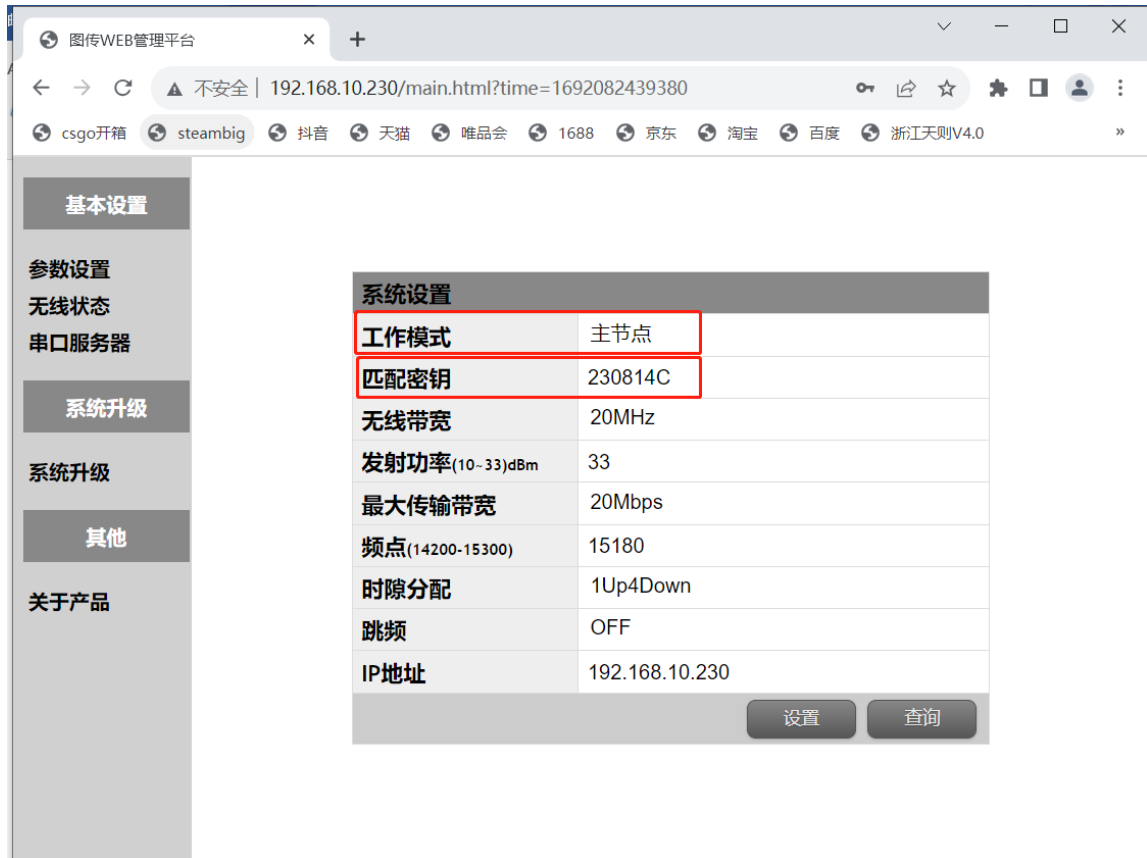 图传WEB管理平台
不安全 192.168.10.230/main.html?time=1692082439380
csgo开箱 steambig 抖音 天猫 唯品会 1688 京东 淘宝 百度 浙江天则V4.0 »
基本设置
参数设置
无线状态
串口服务器
系统升级
系统升级
其他
关于产品
系统设置
工作模式 主节点
匹配密钥 230814C
无线带宽 20MHz
发射功率(10~33)dBm 33
最大传输带宽 20Mbps
频点(14200-15300) 15180
时隙分配 1Up4Down
跳频 OFF
IP地址 192.168.10.230
设置 查询